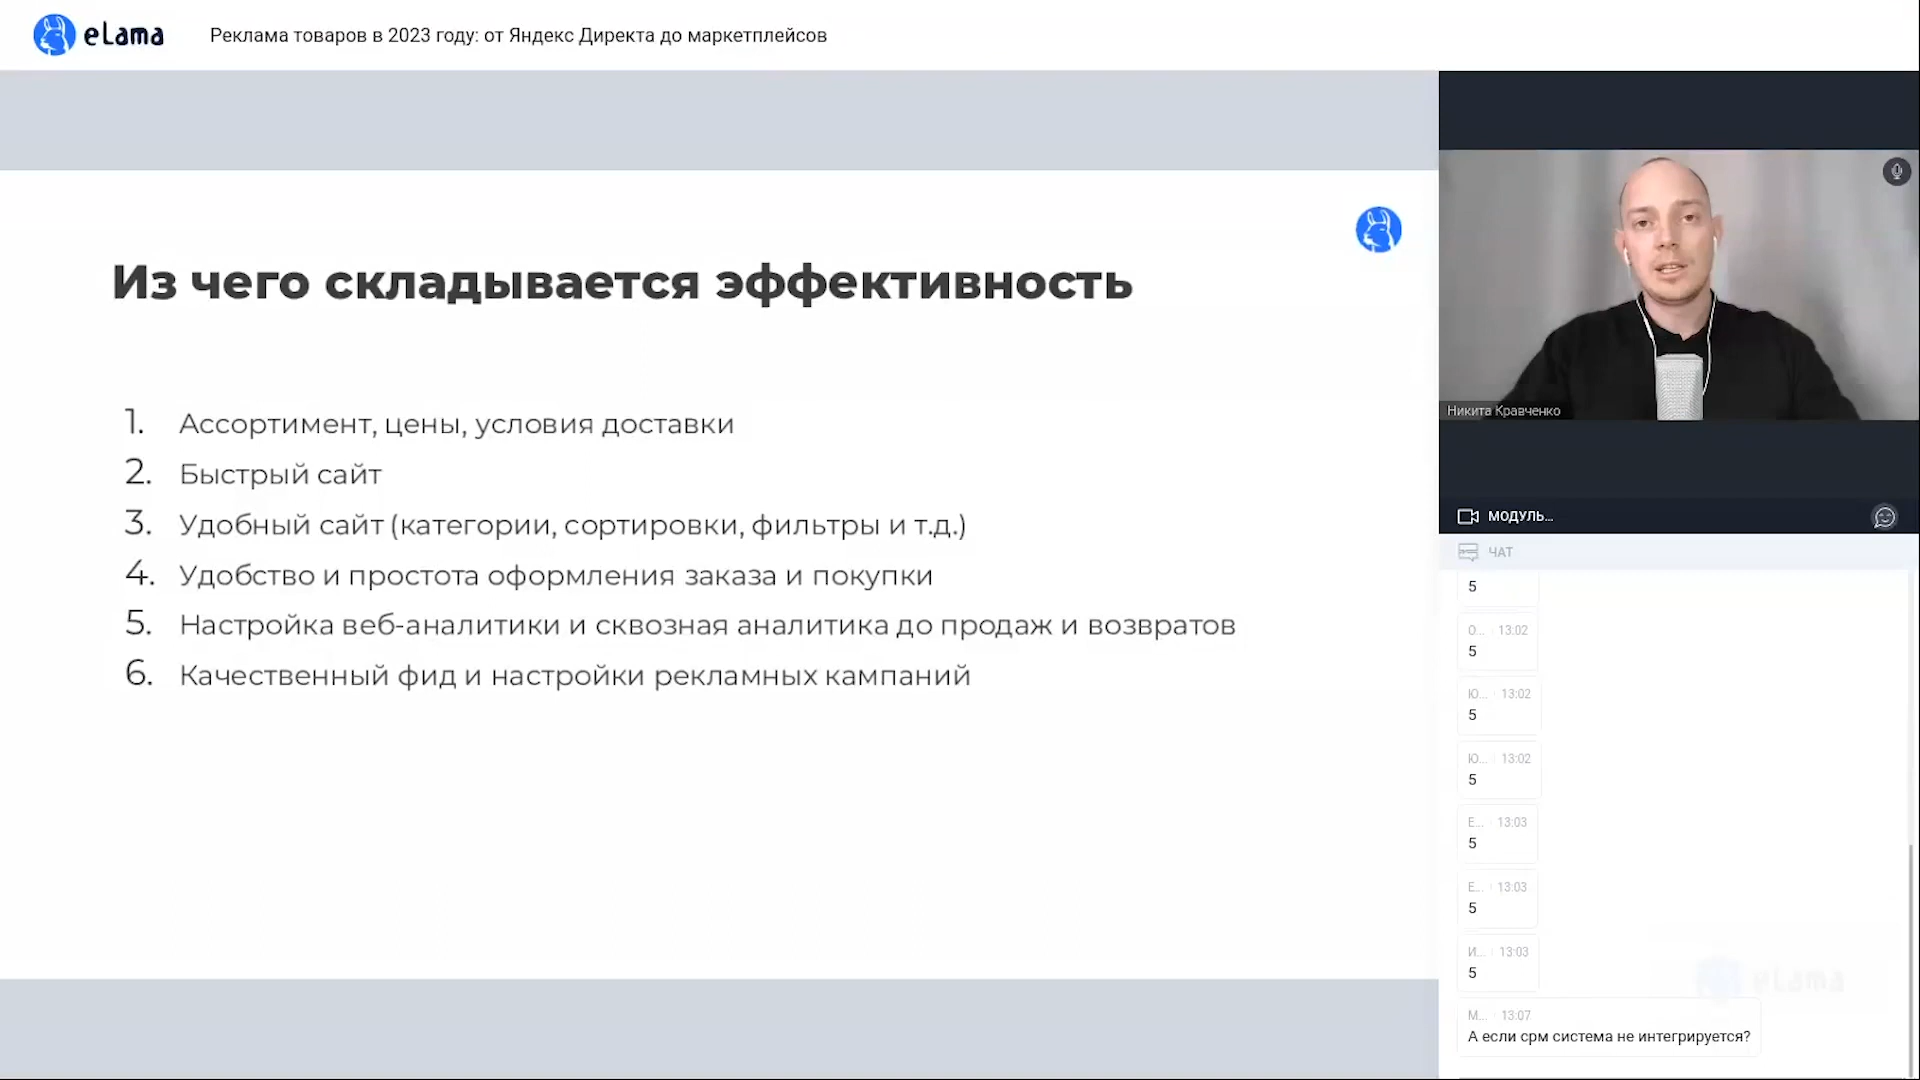 eLama
Реклама товаров в 2023 году: от Яндекс Директа до маркетплейсов
Из чего складывается эффективность
1. Ассортимент, цены, условия доставки
2. Быстрый сайт
3. Удобный сайт (категории, сортировки, фильтры и т.д.)
4. Удобство и простота оформления заказа и покупки
5. Настройка веб-аналитики и сквозная аналитика до продаж и возвратов
6. Качественный фид и настройки рекламных кампаний
Никита Кравченко
МОДУЛЬ...
ЧАТ
5
О... 13:02
5
Ю... 13:02
5
Ю... 13:02
5
Е... 13:03
5
Е... 13:03
5
И... 13:03
5
М... 13:07
А если срм система не интегрируется?
eLama